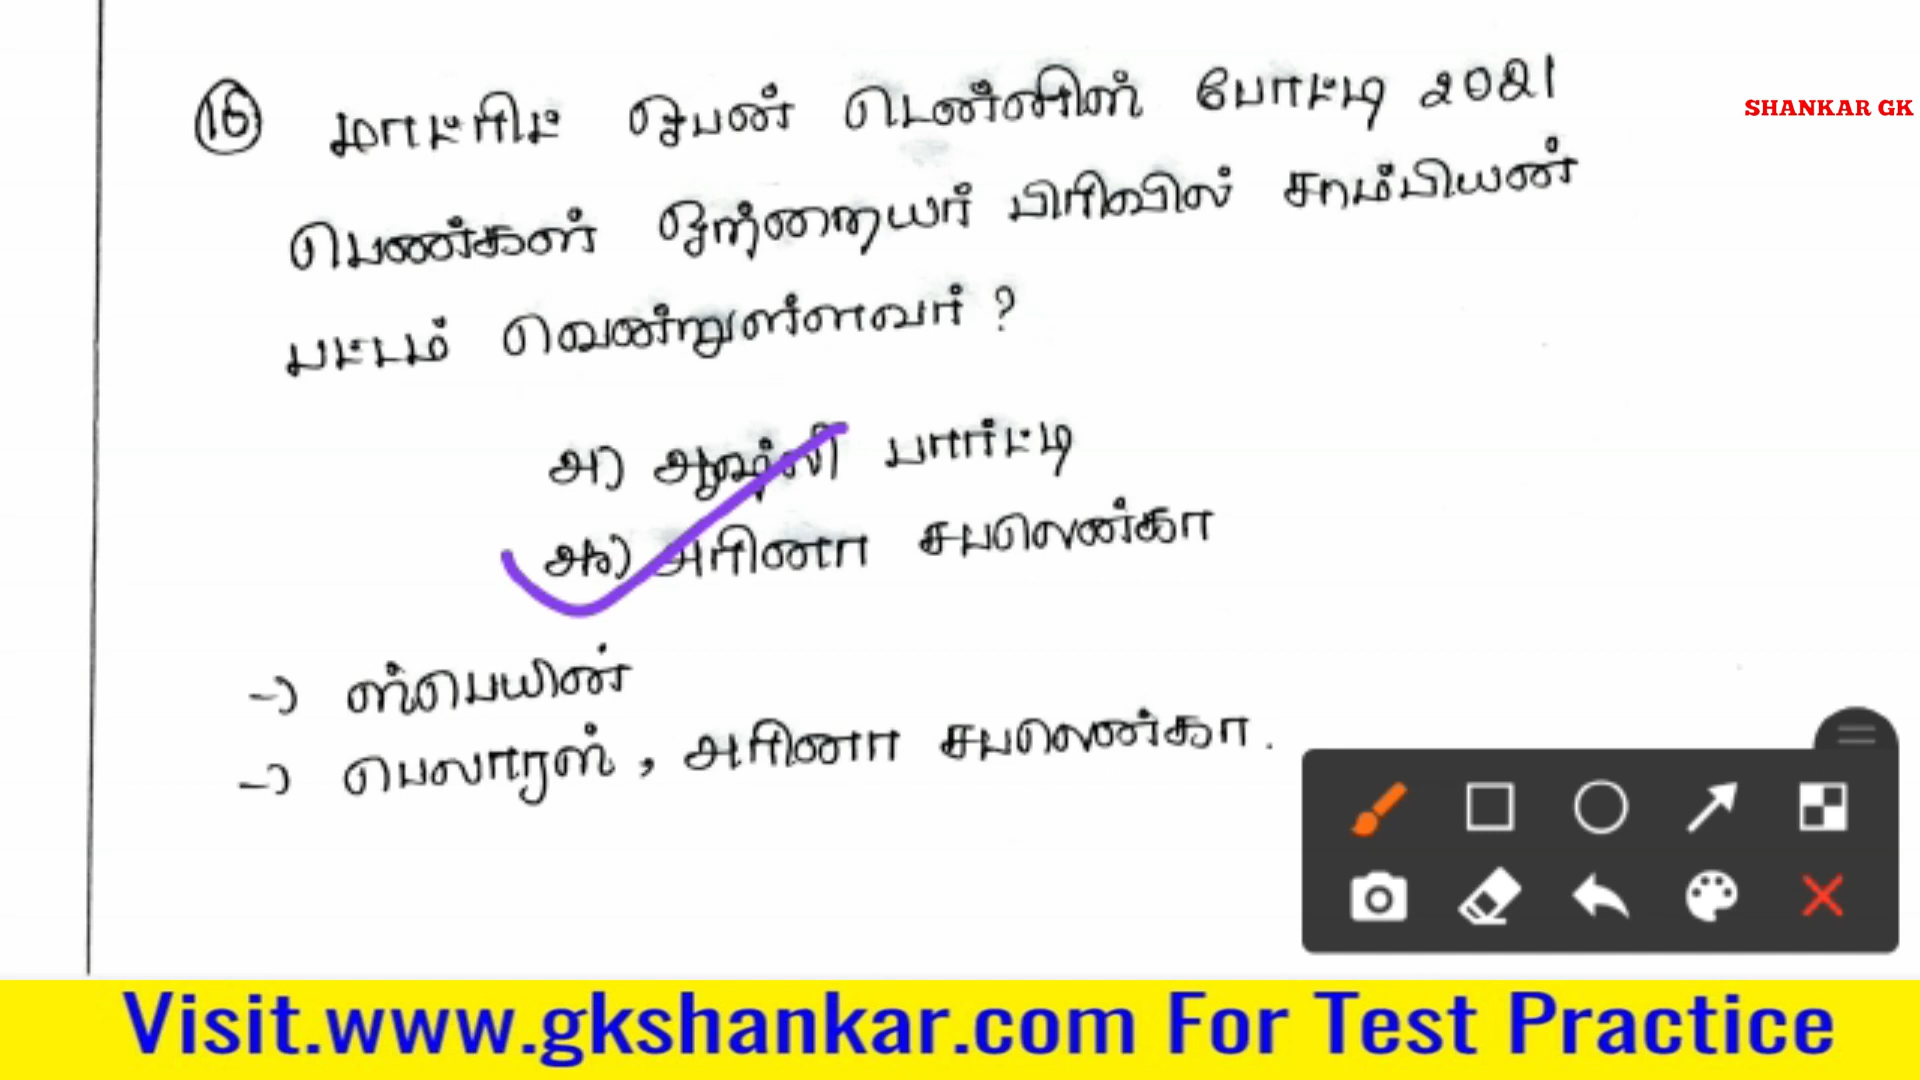 16 மாட்ரிட் ஓபன் டென்னிஸ் போட்டி 2021
SHANKAR GK
பெண்கள் ஒற்றையர் பிரிவில் சாம்பியன்
பட்டம் வென்றுள்ளவர் ?
அ) ஆஷ்லி பார்ட்டி
ஆ) அரினா சபலெண்கா
-> ஸ்பெயின்
-> பெலாரஸ் , அரினா சபலெண்கா .
Visit.www.gkshankar.com For Test Practice